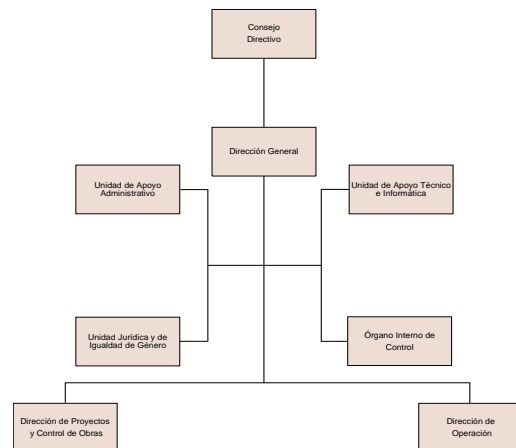 Consejo
Directivo
Dirección General
Unidad de Apoyo
Administrativo
Unidad de Apoyo Técnico
e Informática
Unidad Jurídica y de
Igualdad de Género
Órgano Interno de
Control
Dirección de Proyectos
y Control de Obras
Dirección de
Operación